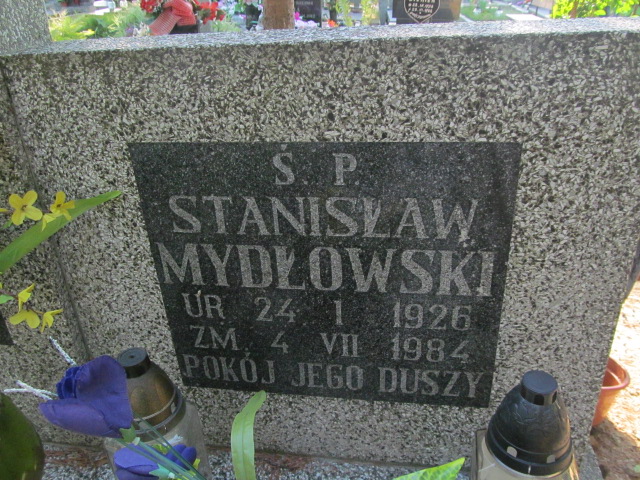 Ś. P.
STANISŁAW
MYDŁOWSKI
UR 24 I 1926
ZM. 4 VII 1984
POKÓJ JEGO DUSZY